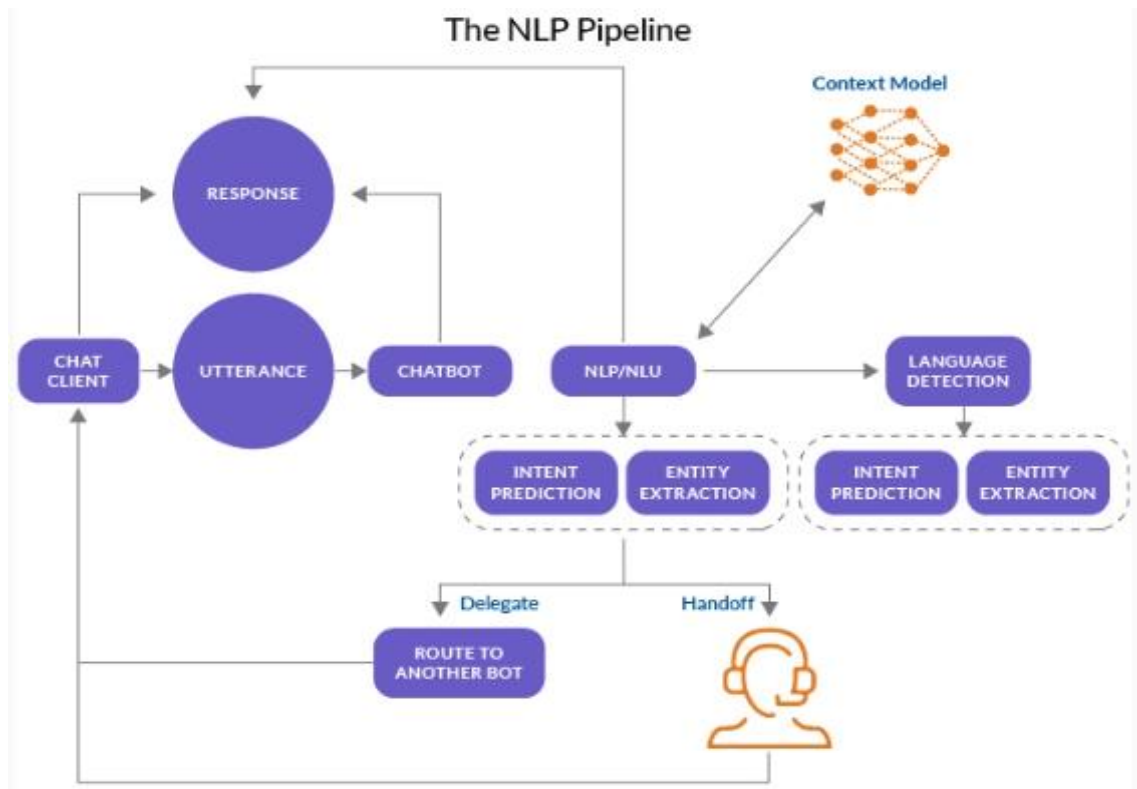 The NLP Pipeline
Context Model
RESPONSE
CHAT
CLIENT
UTTERANCE
CHATBOT
NLP/NLU
LANGUAGE
DETECTION
INTENT
PREDICTION
ENTITY
EXTRACTION
INTENT
PREDICTION
ENTITY
EXTRACTION
Delegate
Handoff
ROUTE TO
ANOTHER BOT